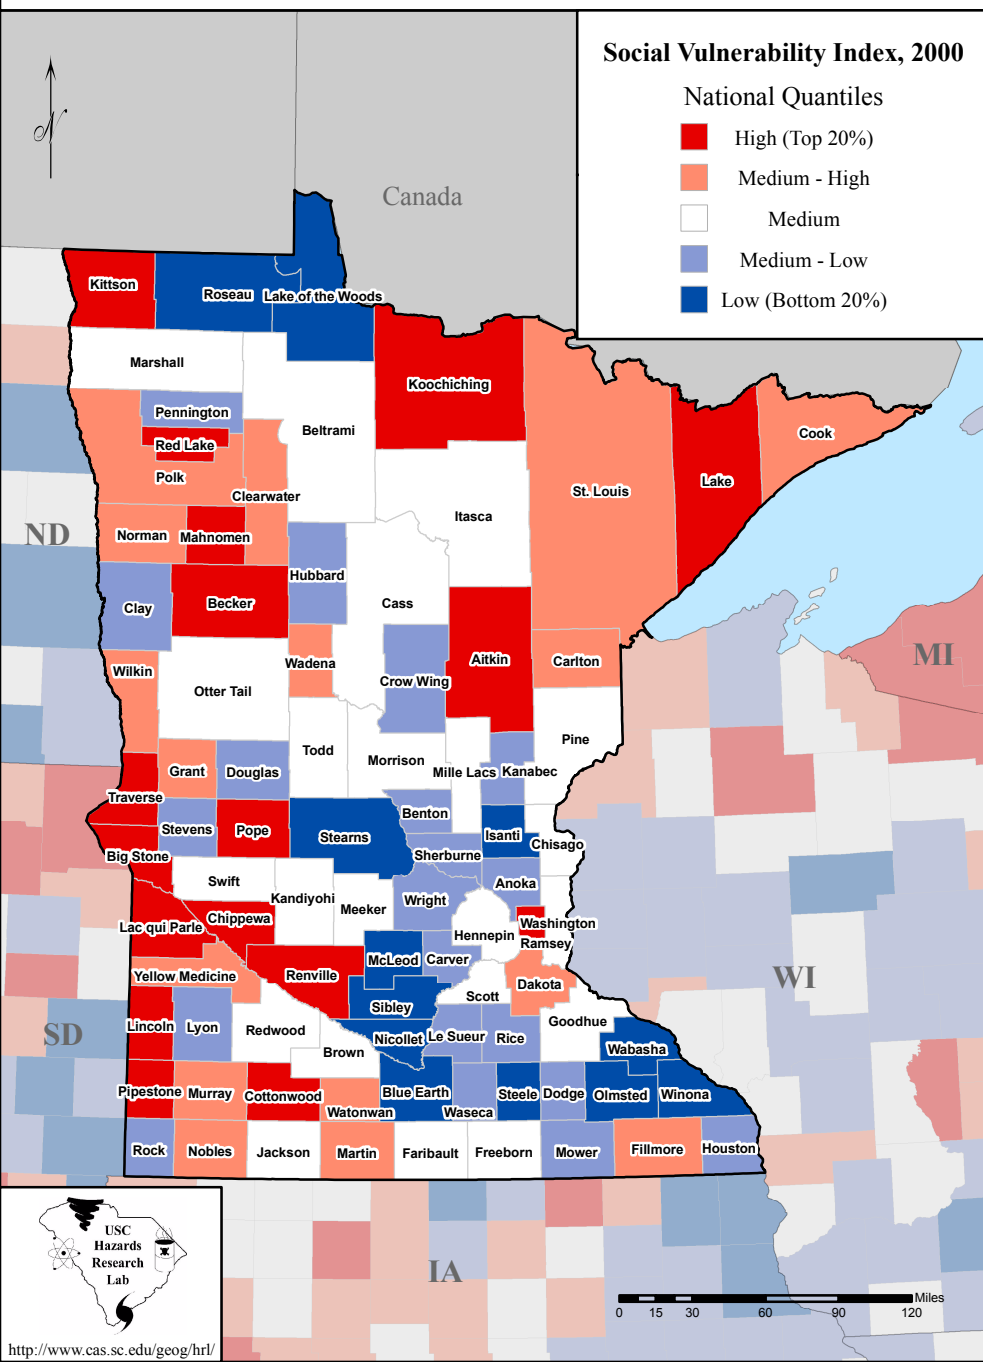 Social Vulnerability Index, 2000
National Quantiles
High (Top 20%)
Medium - High
Medium
Medium - Low
Low (Bottom 20%)
N
Canada
Kittson
Roseau
Lake of the Woods
Marshall
Koochiching
Pennington
Beltrami
Red Lake
Polk
Clearwater
Cook
Lake
St. Louis
Itasca
ND
Norman
Mahnomen
Hubbard
Clay
Becker
Cass
Wadena
Aitkin
Carlton
MI
Wilkin
Otter Tail
Crow Wing
Todd
Morrison
Pine
Mille Lacs
Kanabec
Grant
Douglas
Traverse
Stevens
Pope
Stearns
Benton
Isanti
Chisago
Big Stone
Sherburne
Swift
Kandiyohi
Meeker
Wright
Anoka
Lac qui Parle
Chippewa
Hennepin
Washington
Ramsey
McLeod
Carver
Yellow Medicine
Renville
Dakota
WI
Scott
Sibley
SD
Lincoln
Lyon
Redwood
Brown
Nicollet
Le Sueur
Rice
Goodhue
Wabasha
Pipestone
Murray
Cottonwood
Watonwan
Blue Earth
Waseca
Steele
Dodge
Olmsted
Winona
Rock
Nobles
Jackson
Martin
Faribault
Freeborn
Mower
Fillmore
Houston
USC
Hazards
Research
Lab
http://www.cas.sc.edu/geog/hrl/
IA
Miles
0 15 30 60 90 120